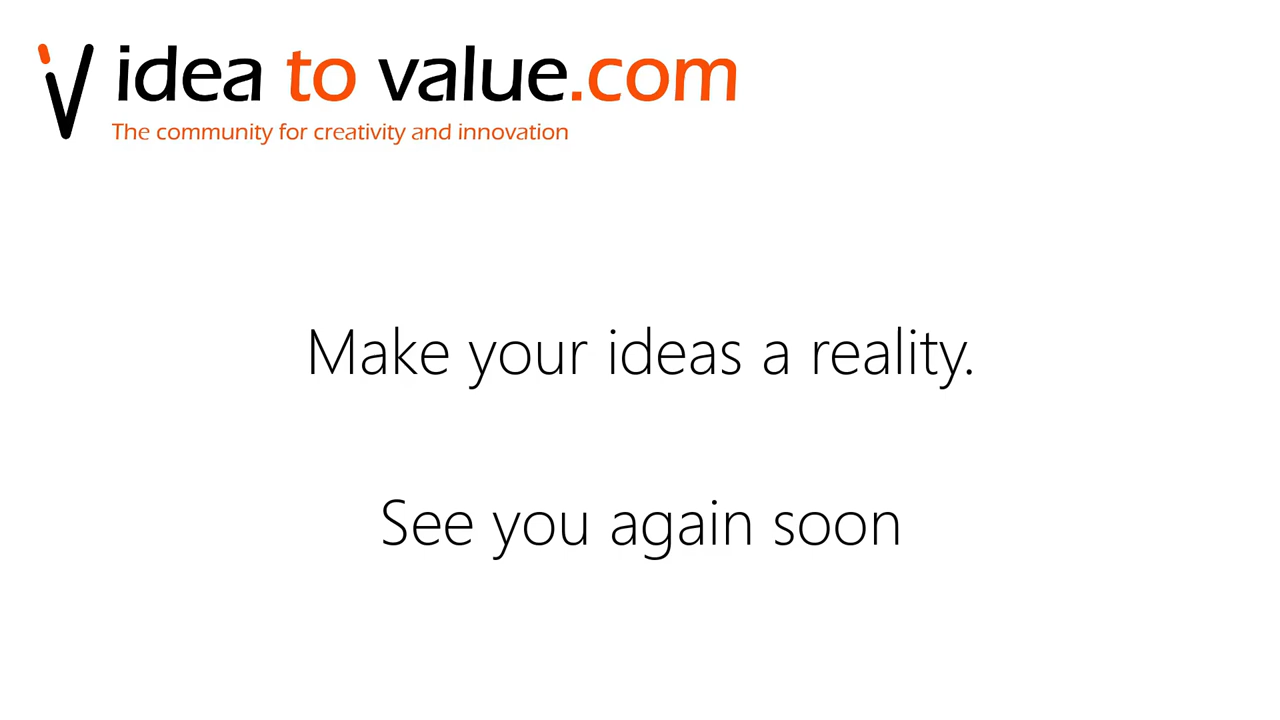 idea to value.com
The community for creativity and innovation
Make your ideas a reality.
See you again soon